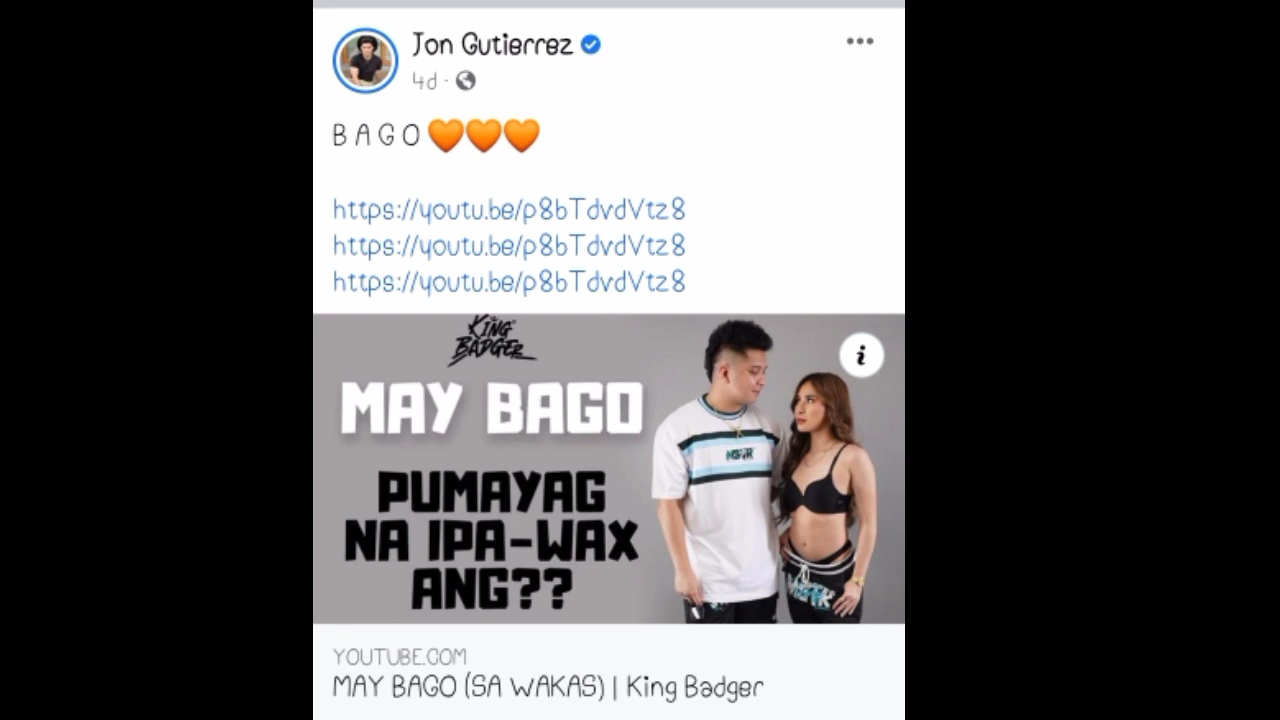 Jon Gutierrez
4d ·
BAGO🧡🧡🧡
https://youtu.be/p8bTdvdVtz8
https://youtu.be/p8bTdvdVtz8
https://youtu.be/p8bTdvdVtz8
KING
BADGER
MAY BAGO
PUMAYAG
NA IPA-WAX
ANG??
i
YOUTUBE.COM
MAY BAGO (SA WAKAS) | King Badger